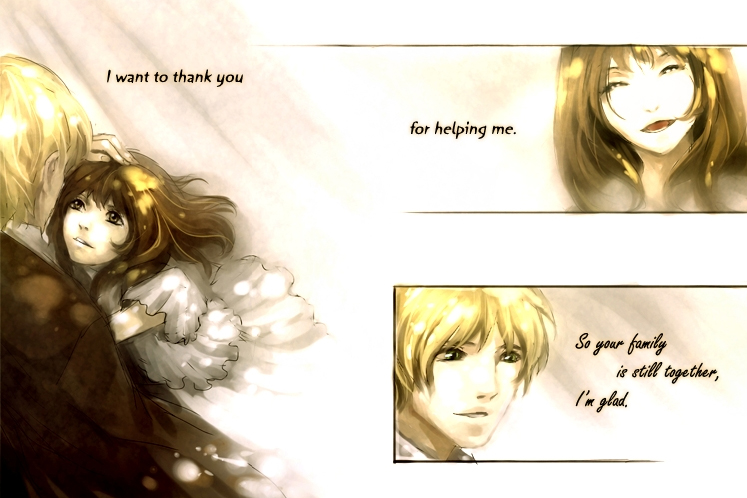 I want to thank you
for helping me.
So your family
is still together,
I'm glad.